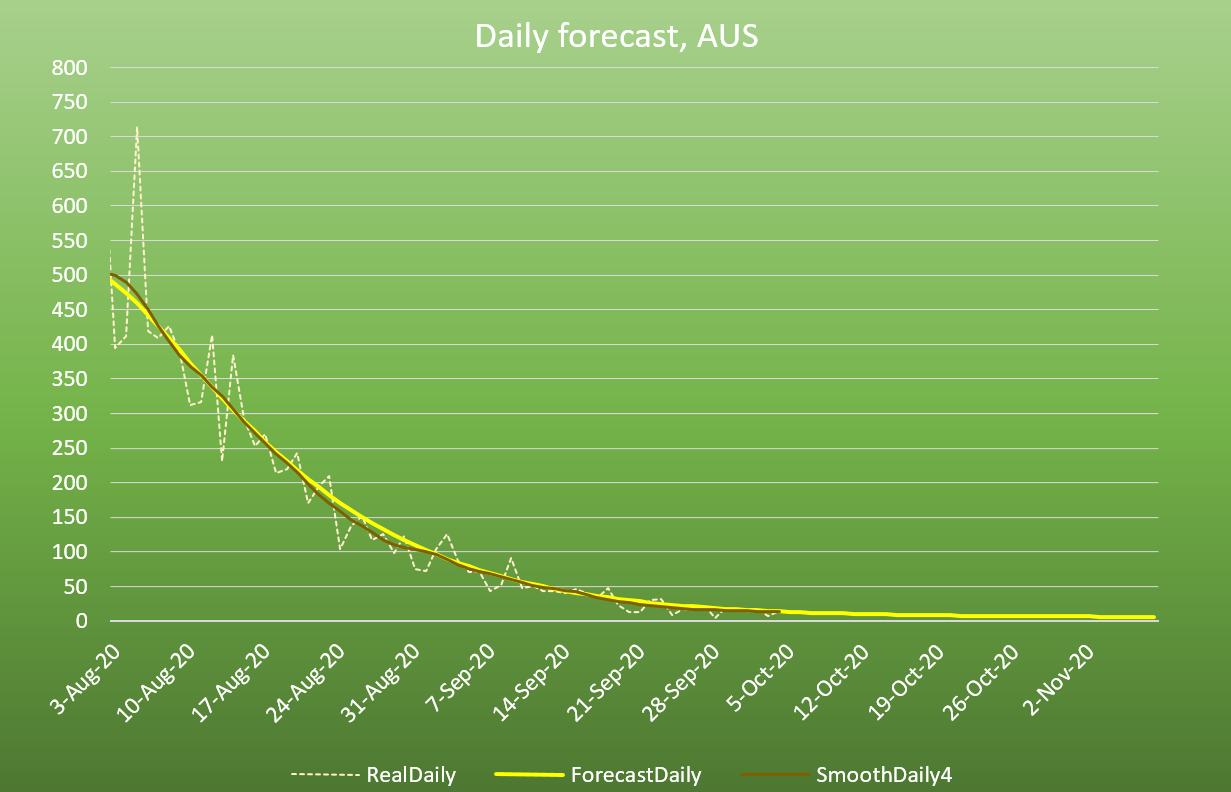 Daily forecast, AUS
800
750
700
650
600
550
500
450
400
350
300
250
200
150
100
50
0
3-Aug-20
10-Aug-20
17-Aug-20
24-Aug-20
31-Aug-20
7-Sep-20
14-Sep-20
21-Sep-20
28-Sep-20
5-Oct-20
12-Oct-20
19-Oct-20
26-Oct-20
2-Nov-20
RealDaily ForecastDaily SmoothDaily4